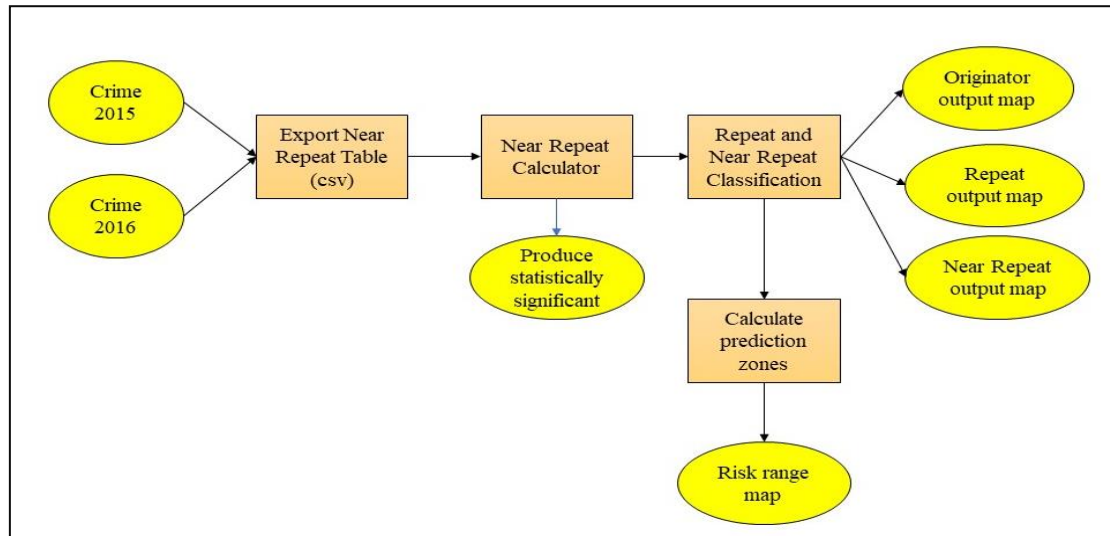 Crime
2015
Crime
2016
Export Near
Repeat Table
(csv)
Near Repeat
Calculator
Produce
statistically
significant
Repeat and
Near Repeat
Classification
Calculate
prediction
zones
Risk range
map
Originator
output map
Repeat
output map
Near Repeat
output map